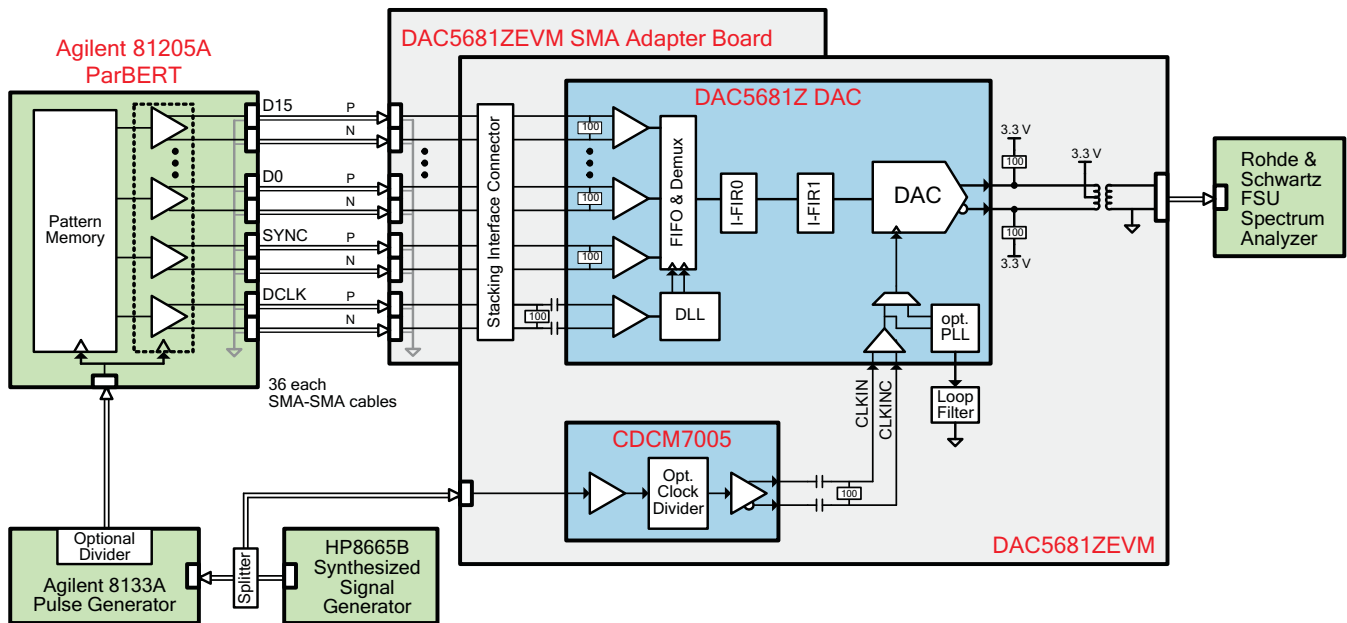 Agilent 81205A
ParBERT
DAC5681ZEVM SMA Adapter Board
DAC5681Z DAC
D15
P
N
D0
P
N
SYNC
P
N
DCLK
P
N
Pattern
Memory
36 each
SMA-SMA cables
Stacking Interface Connector
100
100
100
100
FIFO & Demux
DLL
I-FIR0
I-FIR1
DAC
opt.
PLL
Loop
Filter
3.3 V
100
3.3 V
100
3.3 V
Rohde &
Schwartz
FSU
Spectrum
Analyzer
CLKIN
CLKINC
CDCM7005
Opt.
Clock
Divider
100
DAC5681ZEVM
Optional
Divider
Agilent 8133A
Pulse Generator
Splitter
HP8665B
Synthesized
Signal
Generator